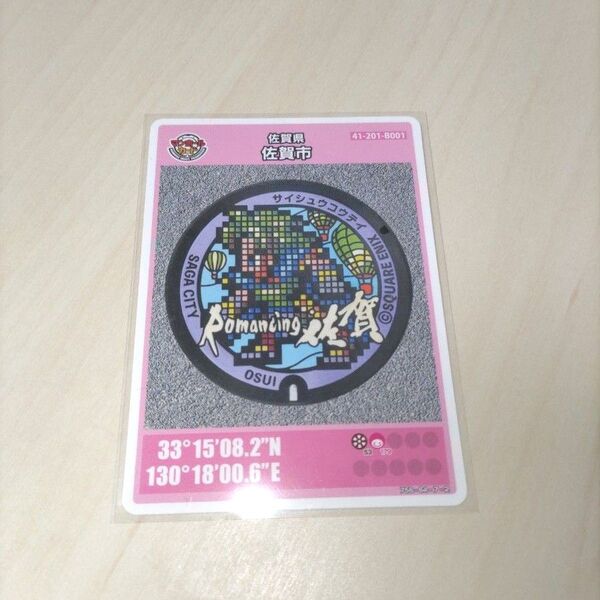 佐賀県
佐賀市
41-201-B001
サイシュウコウテイ
SAGA CITY
©SQUARE ENIX
Romancing 佐賀
OSUI
33°15'08.2"N
130°18'00.6"E